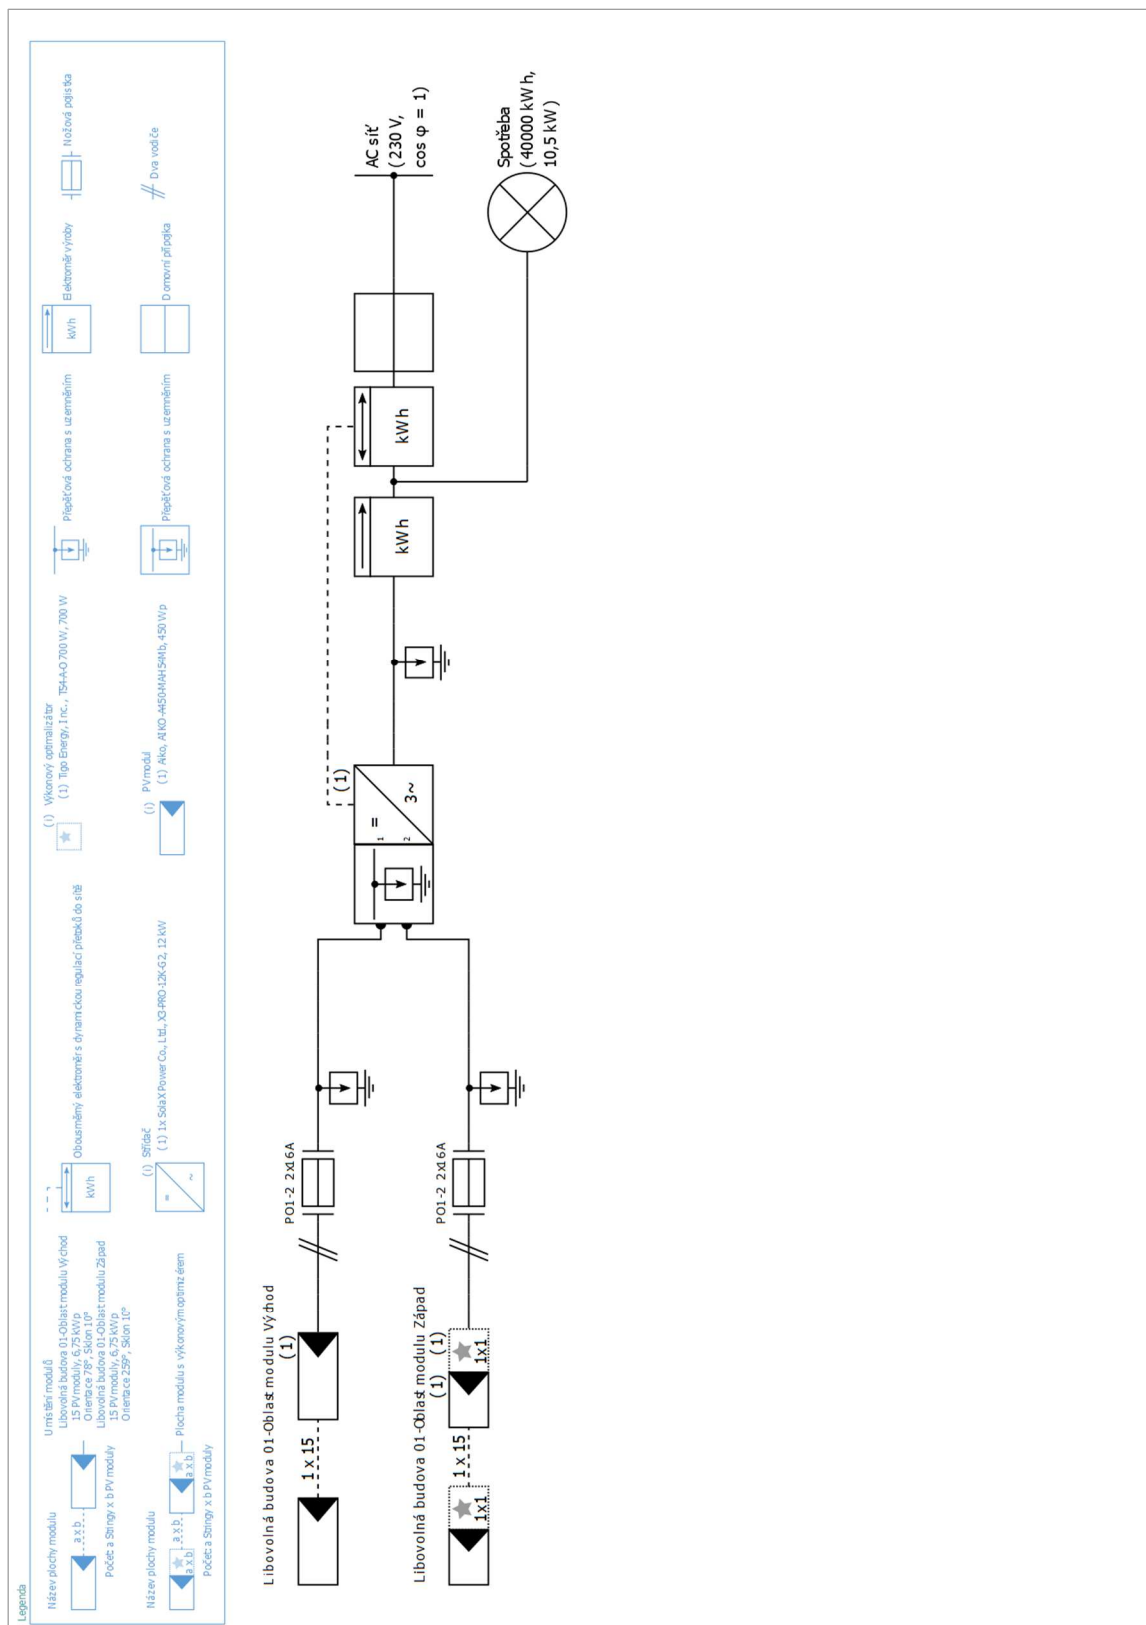 Legenda
Název plochy modulu
a x b
Počet a Stringy x b PV moduly
Umístění modulů
Libovolná budova 01-Oblast modulu Východ
15 PV moduly, 6,75 kWp
Orientace 78°, Sklon 10°
Libovolná budova 01-Oblast modulu Západ
15 PV moduly, 6,75 kWp
Orientace 259°, Sklon 10°
kWh
Obousměrný elektroměr s dynamickou regulací přetoků do sítě
(i) Výkonový optimalizátor
(1) Tigo Energy, Inc., TS4-A-O 700 W, 700 W
Přepěťová ochrana s uzemněním
kWh
Elektroměr výroby
Nožová pojistka
Název plochy modulu
a x b
a x b
a x b
Počet a Stringy x b PV moduly
Plocha modulu s výkonovým optimizérem
=
~
(i) Střídač
(1) 1x SolaX Power Co., Ltd., X3-PRO-12K-G2, 12 kW
(i) PV modul
(1) Aiko, AIKO-A450-MAH54Mb, 450 Wp
Přepěťová ochrana s uzemněním
Domovní přípojka
Dva vodiče
Libovolná budova 01-Oblast modulu Východ
1 x 15
(1)
PO1-2 2x16A
=
1
2
3~
(1)
kWh
kWh
AC síť
(230 V,
cos φ = 1)
Libovolná budova 01-Oblast modulu Západ
1x1
1 x 15
(1)
(1)
1x1
PO1-2 2x16A
Spotřeba
(40000 kWh,
10,5 kW)